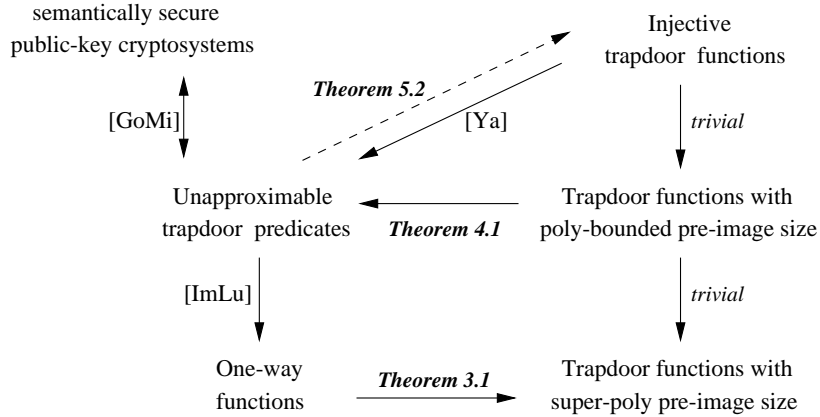 semantically secure
public-key cryptosystems
Injective
trapdoor functions
Theorem 5.2
[GoMi]
[Ya]
trivial
Unapproximable
trapdoor predicates
Theorem 4.1
Trapdoor functions with
poly-bounded pre-image size
[ImLu]
trivial
One-way
functions
Theorem 3.1
Trapdoor functions with
super-poly pre-image size